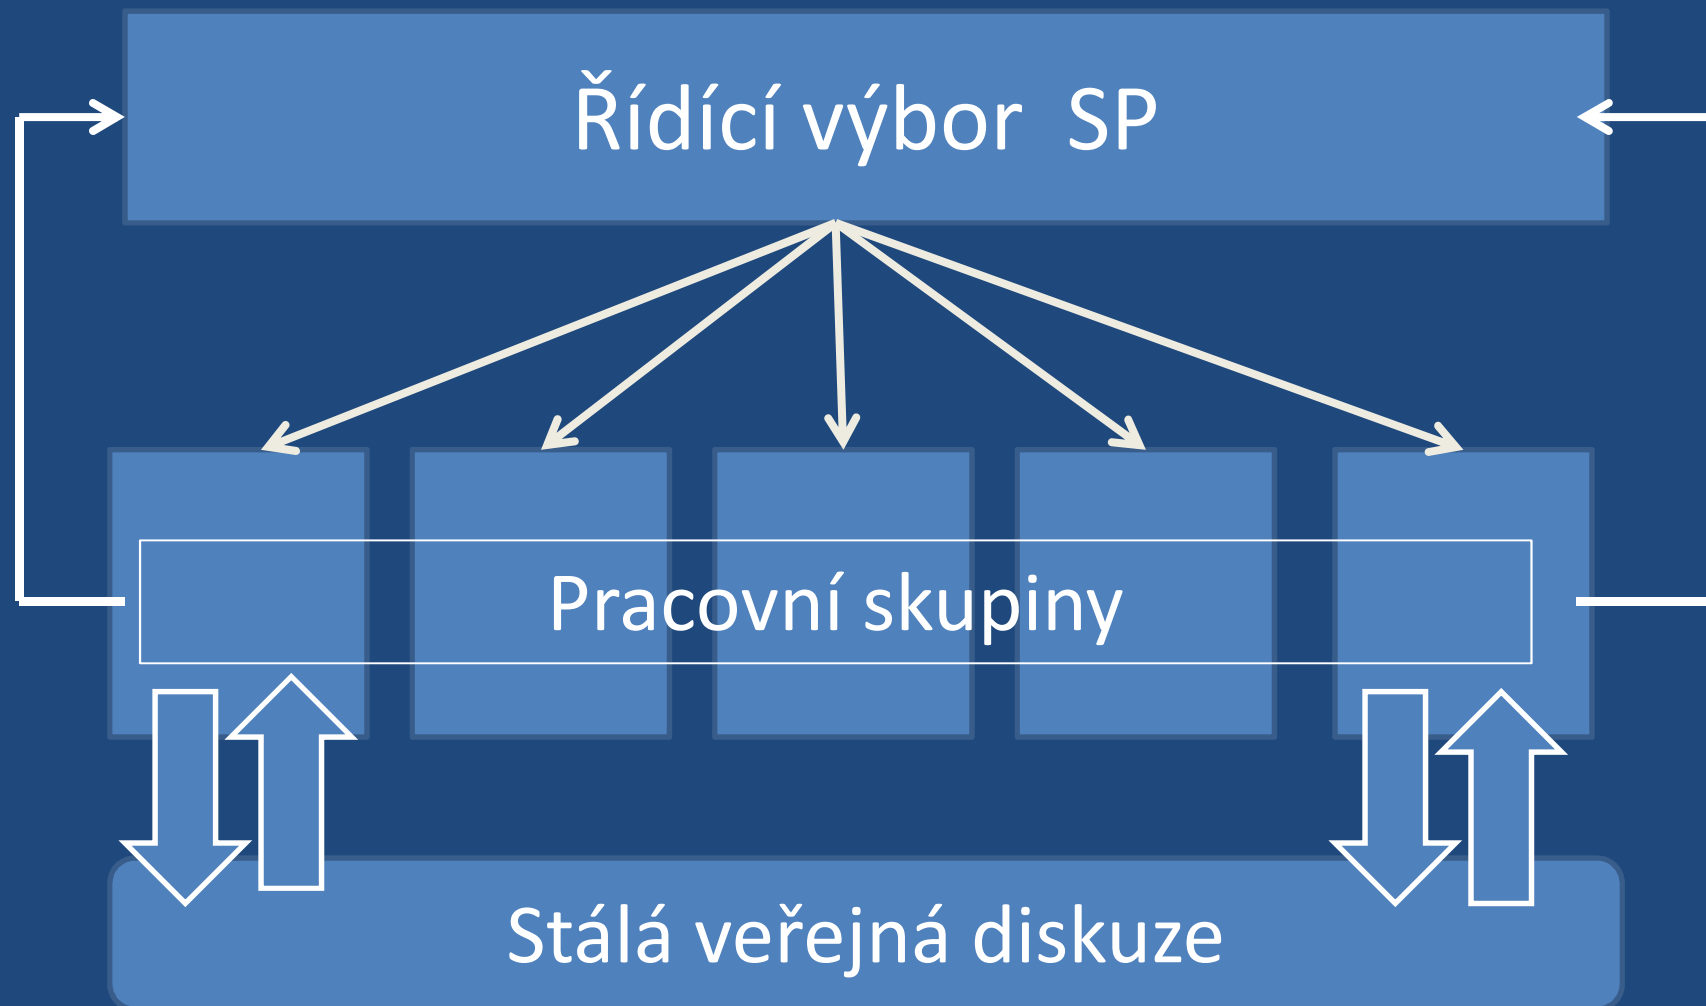 Řídící výbor  SP
Pracovní skupiny
Stálá veřejná diskuze